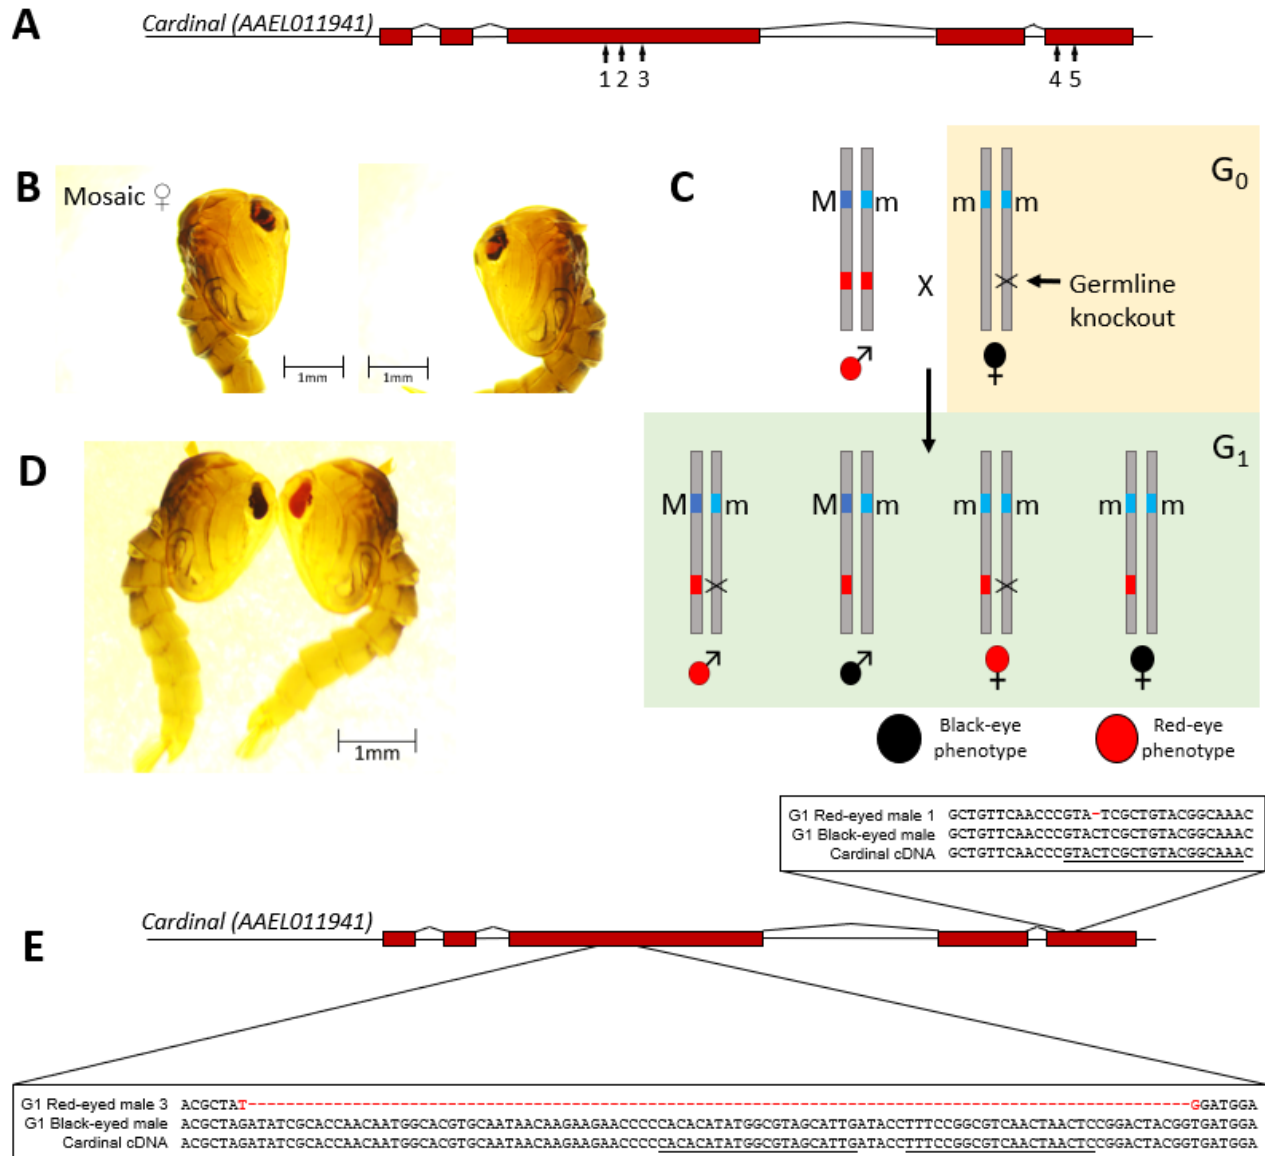 A
Cardinal (AAEL011941)
1 2 3 4 5
B
Mosaic ♀
1mm
1mm
C
G0
M m m m
X
Germline
knockout
D
1mm
G1
M m M m m m m m
Black-eye
phenotype
Red-eye
phenotype
G1 Red-eyed male 1 GCTGTTCAACCCGTA-TCGCTGTACGGCAAAC
G1 Black-eyed male GCTGTTCAACCCGTACTCGCTGTACGGCAAAC
Cardinal cDNA GCTGTTCAACCCGTACTCGCTGTACGGCAAAC
E
Cardinal (AAEL011941)
G1 Red-eyed male 3 ACGCTAT-----------------------------------------------------------------------------------------------GGATGGA
G1 Black-eyed male ACGCTAGATATCGCACCAACAATGGCACGTGCAATAACAAGAAGAACCCCCACACATATGGCGTAGCATTGATACCTTTCCGGCGTCAACTAACTCCGGACTACGGTGATGGA
Cardinal cDNA ACGCTAGATATCGCACCAACAATGGCACGTGCAATAACAAGAAGAACCCCCACACATATGGCGTAGCATTGATACCTTTCCGGCGTCAACTAACTCCGGACTACGGTGATGGA